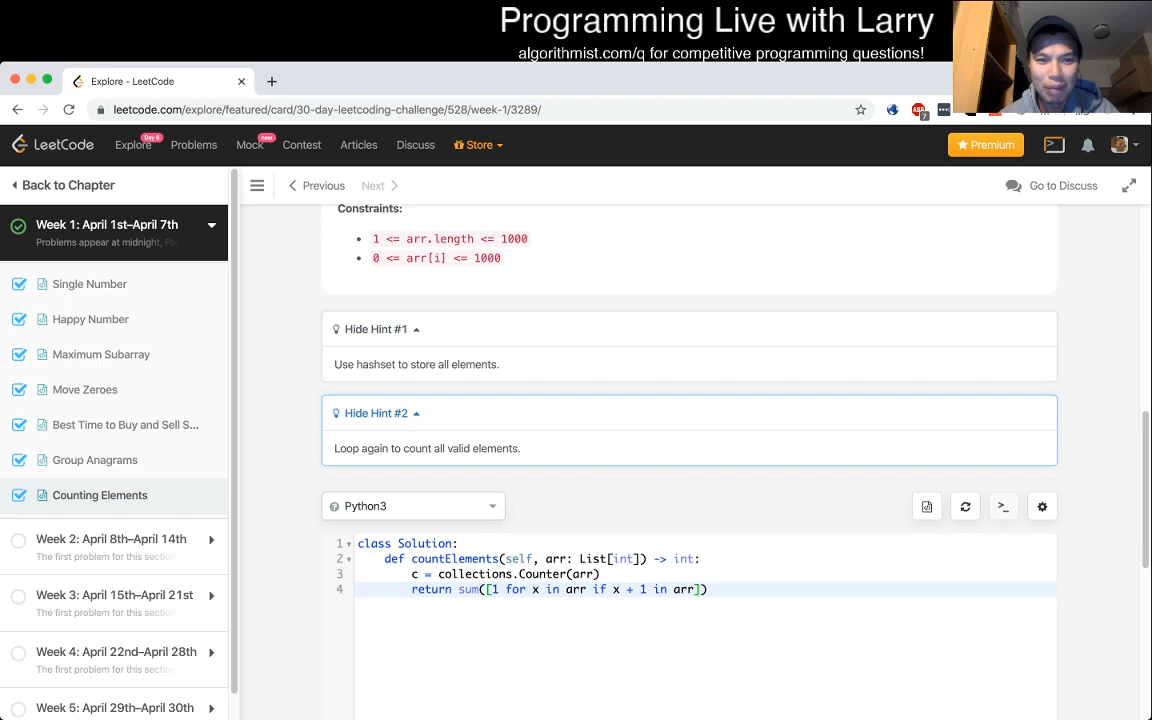 Programming Live with Larry
algorithmist.com/q for competitive programming questions!
Explore - LeetCode
leetcode.com/explore/featured/card/30-day-leetcoding-challenge/528/week-1/3289/
7
LeetCode
Explore
Day 6
Problems
Mock
new
Contest
Articles
Discuss
Store
Premium
Back to Chapter
Previous
Next
Go to Discuss
Week 1: April 1st–April 7th
Problems appear at midnight,
Single Number
Happy Number
Maximum Subarray
Move Zeroes
Best Time to Buy and Sell S...
Group Anagrams
Counting Elements
Week 2: April 8th–April 14th
The first problem for this section
Week 3: April 15th–April 21st
The first problem for this section
Week 4: April 22nd–April 28th
The first problem for this section
Week 5: April 29th–April 30th
Constraints:
1 <= arr.length <= 1000
0 <= arr[i] <= 1000
Hide Hint #1
Use hashset to store all elements.
Hide Hint #2
Loop again to count all valid elements.
Python3
>_
1 class Solution:
2 def countElements(self, arr: List[int]) -> int:
3 c = collections.Counter(arr)
4 return sum([1 for x in arr if x + 1 in arr])